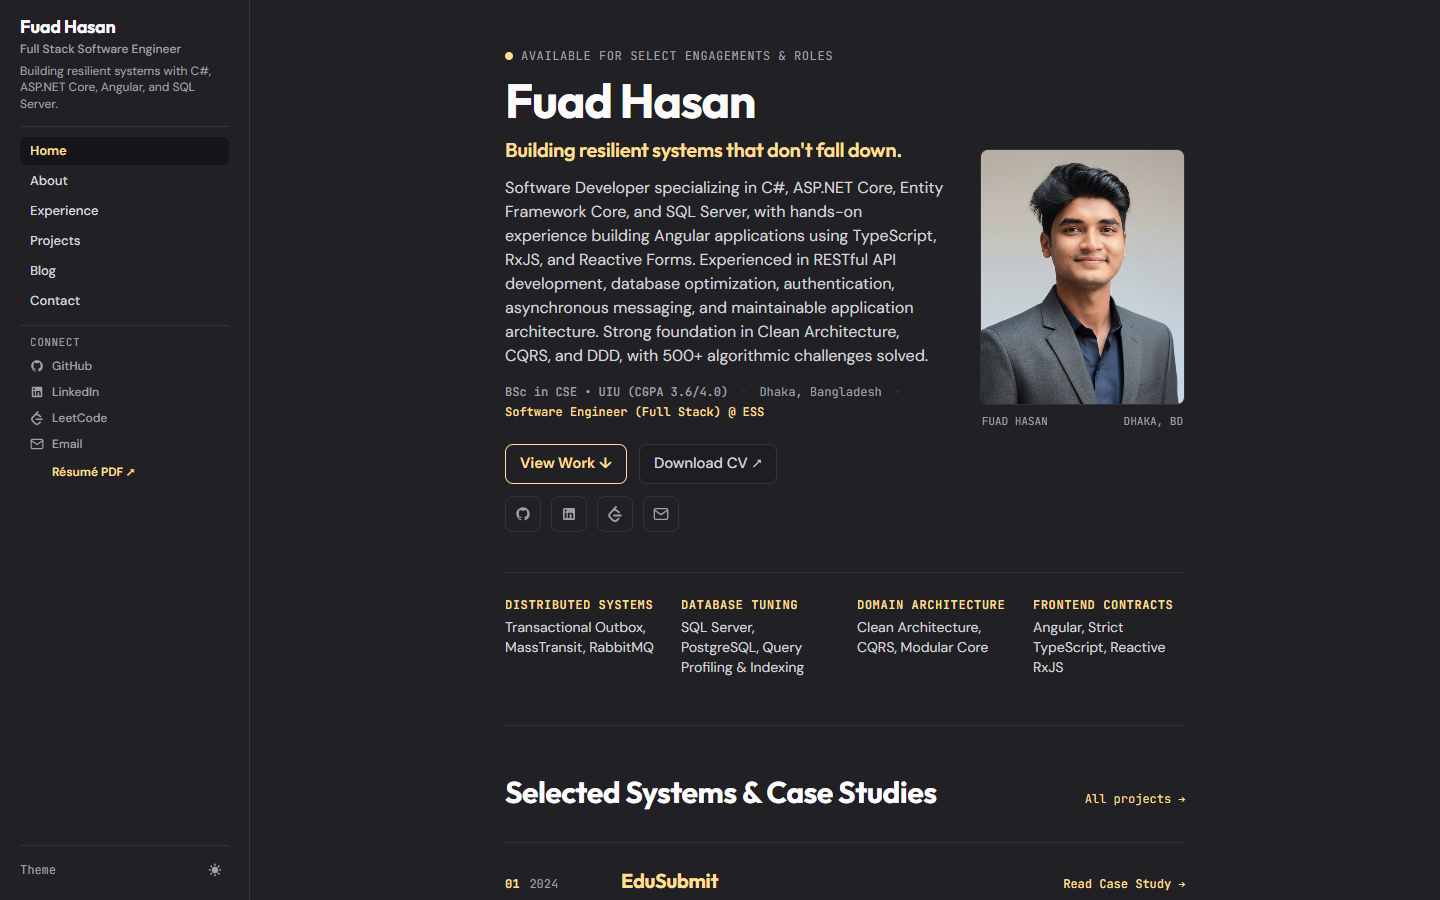 Fuad Hasan
Full Stack Software Engineer
Building resilient systems with C#,
ASP.NET Core, Angular, and SQL
Server.
Home
About
Experience
Projects
Blog
Contact
CONNECT
GitHub
LinkedIn
LeetCode
Email
Résumé PDF ↗
Theme
AVAILABLE FOR SELECT ENGAGEMENTS & ROLES
Fuad Hasan
Building resilient systems that don't fall down.
Software Developer specializing in C#, ASP.NET Core, Entity
Framework Core, and SQL Server, with hands-on
experience building Angular applications using TypeScript,
RxJS, and Reactive Forms. Experienced in RESTful API
development, database optimization, authentication,
asynchronous messaging, and maintainable application
architecture. Strong foundation in Clean Architecture,
CQRS, and DDD, with 500+ algorithmic challenges solved.
BSc in CSE • UIU (CGPA 3.6/4.0) · Dhaka, Bangladesh ·
Software Engineer (Full Stack) @ ESS
View Work ↓
Download CV ↗
FUAD HASAN
DHAKA, BD
DISTRIBUTED SYSTEMS
Transactional Outbox,
MassTransit, RabbitMQ
DATABASE TUNING
SQL Server,
PostgreSQL, Query
Profiling & Indexing
DOMAIN ARCHITECTURE
Clean Architecture,
CQRS, Modular Core
FRONTEND CONTRACTS
Angular, Strict
TypeScript, Reactive
RxJS
Selected Systems & Case Studies
All projects →
01 2024
EduSubmit
Read Case Study →